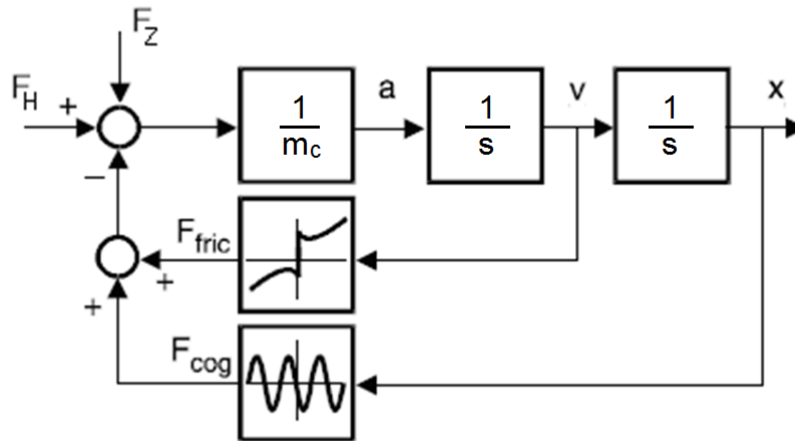 F_Z
F_H +
1
m_c
a
1
s
v
1
s
x
−
F_fric
+
+
F_cog